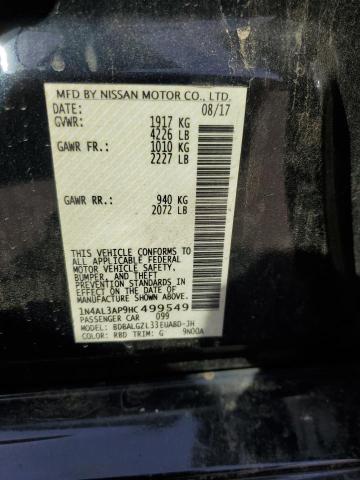 MFD BY NISSAN MOTOR CO., LTD.
DATE: 08/17
GVWR: 1917 KG
4226 LB
GAWR FR.: 1010 KG
2227 LB
GAWR RR.: 940 KG
2072 LB
THIS VEHICLE CONFORMS TO
ALL APPLICABLE FEDERAL
MOTOR VEHICLE SAFETY,
BUMPER, AND THEFT
PREVENTION STANDARDS IN
EFFECT ON THE DATE OF
MANUFACTURE SHOWN ABOVE.
1N4AL3AP9HC499549
PASSENGER CAR 099
MODEL: BDBALGZL33EUA8D-JH
COLOR: RBD TRIM: G 9N00A